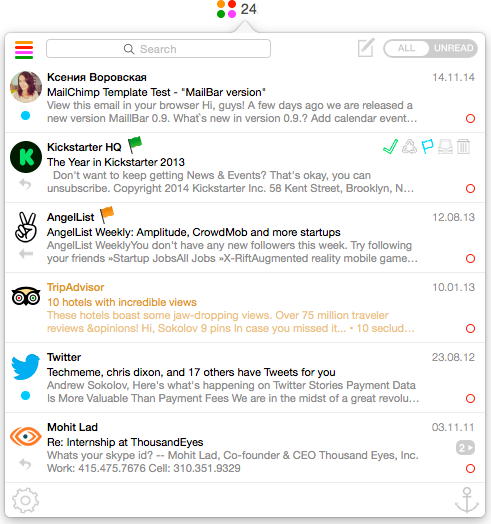 24
Search
ALL UNREAD
Ксения Воровская 14.11.14
MailChimp Template Test - "MailBar version"
View this email in your browser Hi, guys! A few days ago we are released a
new version MaillBar 0.9. What`s new in version 0.9.? Add calendar event...
Kickstarter HQ
The Year in Kickstarter 2013
Don't want to keep getting News & Events? That's okay, you can
unsubscribe. Copyright 2014 Kickstarter Inc. 58 Kent Street, Brooklyn, N...
AngelList 12.08.13
AngelList Weekly: Amplitude, CrowdMob and more startups
AngelList WeeklyYou don't have any new followers this week. Try following
your friends »Startup JobsAll Jobs »X-RiftAugmented reality mobile game...
TripAdvisor 10.01.13
10 hotels with incredible views
These hotels boast some jaw-dropping views. Over 75 million traveler
reviews &opinions! Hi, Sokolov 9 pins In case you missed it... • 10 seclud...
Twitter 23.08.12
Techmeme, chris dixon, and 17 others have Tweets for you
Andrew Sokolov, Here's what's happening on Twitter Stories Payment Data
Is More Valuable Than Payment Fees We are in the midst of a great revolu...
Mohit Lad 03.11.11
Re: Internship at ThousandEyes
Whats your skype id? -- Mohit Lad, Co-founder & CEO Thousand Eyes, Inc.
Work: 415.475.7676 Cell: 310.351.9329
2